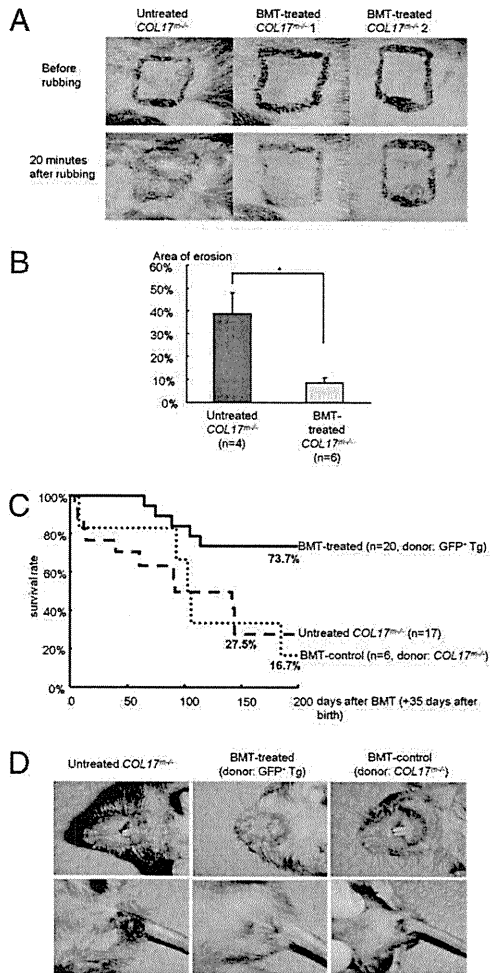 A
Untreated COL17m-/-
BMT-treated COL17m-/- 1
BMT-treated COL17m-/- 2
Before rubbing
20 minutes after rubbing
B
Area of erosion
60%
50%
40%
30%
20%
10%
0%
*
Untreated COL17m-/- (n=4)
BMT-treated COL17m-/- (n=6)
C
survival rate
100%
80%
60%
40%
20%
0%
0
50
100
150
200 days after BMT (+35 days after birth)
BMT-treated (n=20, donor: GFP+ Tg)
73.7%
Untreated COL17m-/- (n=17)
27.5%
BMT-control (n=6, donor: COL17m-/-)
16.7%
D
Untreated COL17m-/-
BMT-treated (donor: GFP+ Tg)
BMT-control (donor: COL17m-/-)